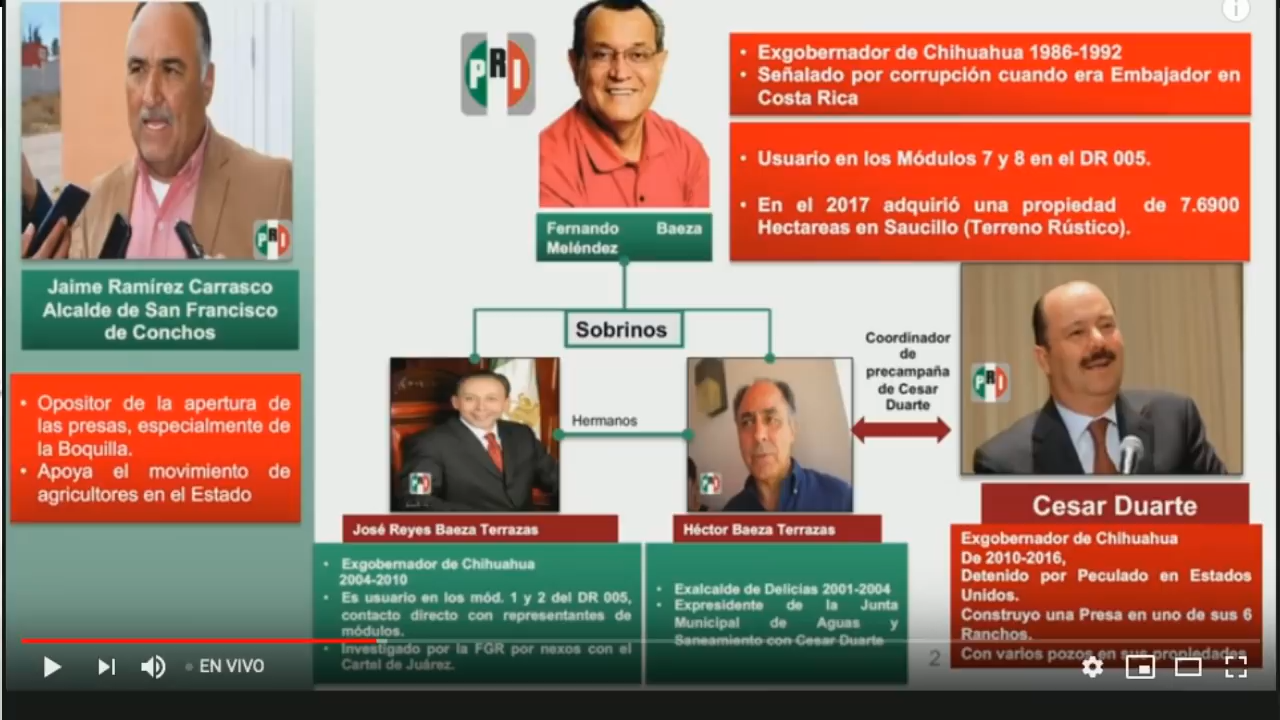 PRI
Jaime Ramírez Carrasco
Alcalde de San Francisco
de Conchos
• Opositor de la apertura de
las presas, especialmente de
la Boquilla.
• Apoya el movimiento de
agricultores en el Estado
PRI
Fernando Baeza
Meléndez
• Exgobernador de Chihuahua 1986-1992
• Señalado por corrupción cuando era Embajador en
Costa Rica
• Usuario en los Módulos 7 y 8 en el DR 005.
• En el 2017 adquirió una propiedad de 7.6900
Hectareas en Saucillo (Terreno Rústico).
Sobrinos
Hermanos
PRI
José Reyes Baeza Terrazas
• Exgobernador de Chihuahua
2004-2010
• Es usuario en los mód. 1 y 2 del DR 005,
contacto directo con representantes de
módulos.
• Investigado por la FGR por nexos con el
Cartel de Juárez.
PRI
Héctor Baeza Terrazas
• Exalcalde de Delicias 2001-2004
• Expresidente de la Junta
Municipal de Aguas y
Saneamiento con Cesar Duarte
Coordinador
de
precampaña
de Cesar
Duarte
PRI
Cesar Duarte
Exgobernador de Chihuahua
De 2010-2016,
Detenido por Peculado en Estados
Unidos.
Construyo una Presa en uno de sus 6
Ranchos.
Con varios pozos en sus propiedades
2
EN VIVO